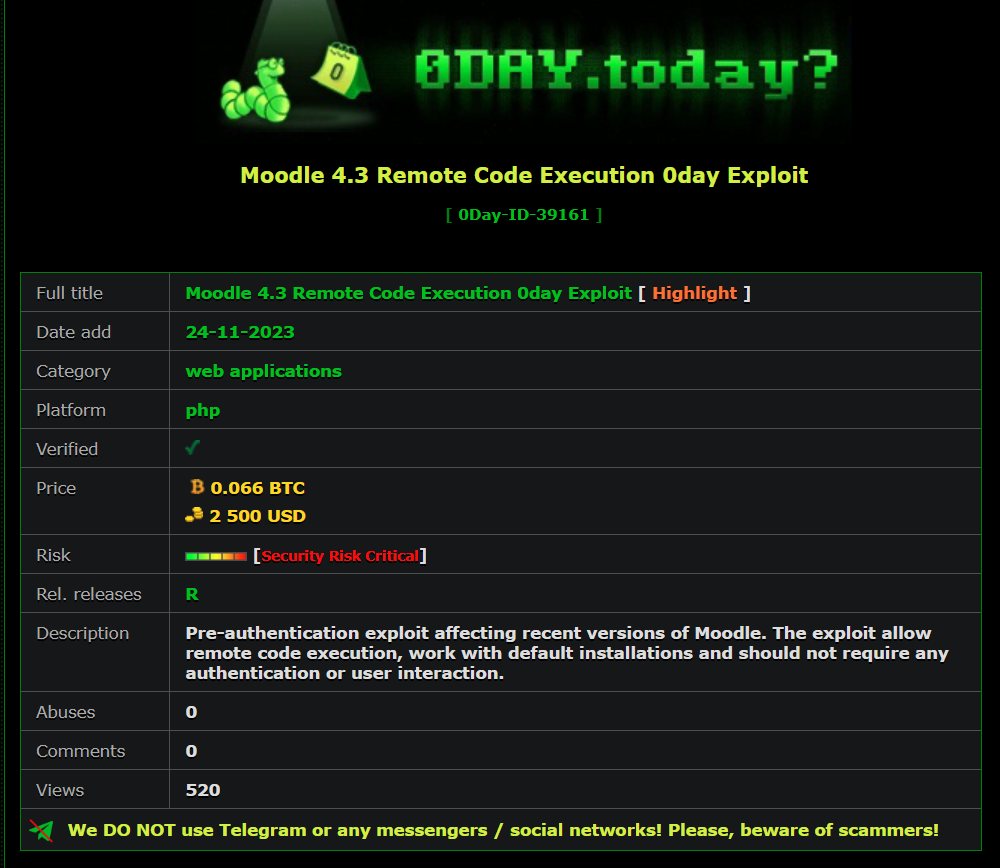 0
0DAY.today?
Moodle 4.3 Remote Code Execution 0day Exploit
[ 0Day-ID-39161 ]
Full title Moodle 4.3 Remote Code Execution 0day Exploit [ Highlight ]
Date add 24-11-2023
Category web applications
Platform php
Verified
Price 0.066 BTC
2 500 USD
Risk [Security Risk Critical]
Rel. releases R
Description Pre-authentication exploit affecting recent versions of Moodle. The exploit allow
remote code execution, work with default installations and should not require any
authentication or user interaction.
Abuses 0
Comments 0
Views 520
We DO NOT use Telegram or any messengers / social networks! Please, beware of scammers!